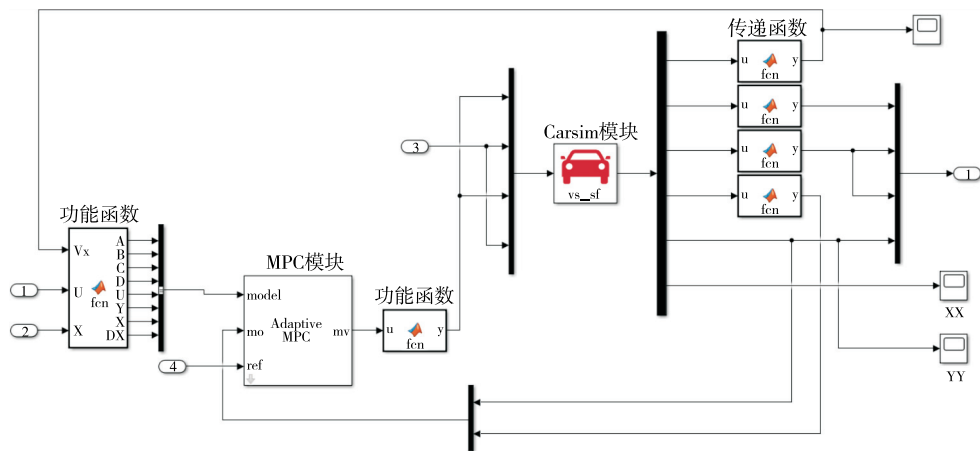 传递函数
u y
fcn
u y
fcn
u y
fcn
u y
fcn
3
Carsim模块
vs_sf
1
功能函数
Vx
U
X
fcn
A
B
C
D
U
Y
X
DX
1
2
4
MPC模块
model
mo
ref
Adaptive
MPC
mv
功能函数
u y
fcn
XX
YY